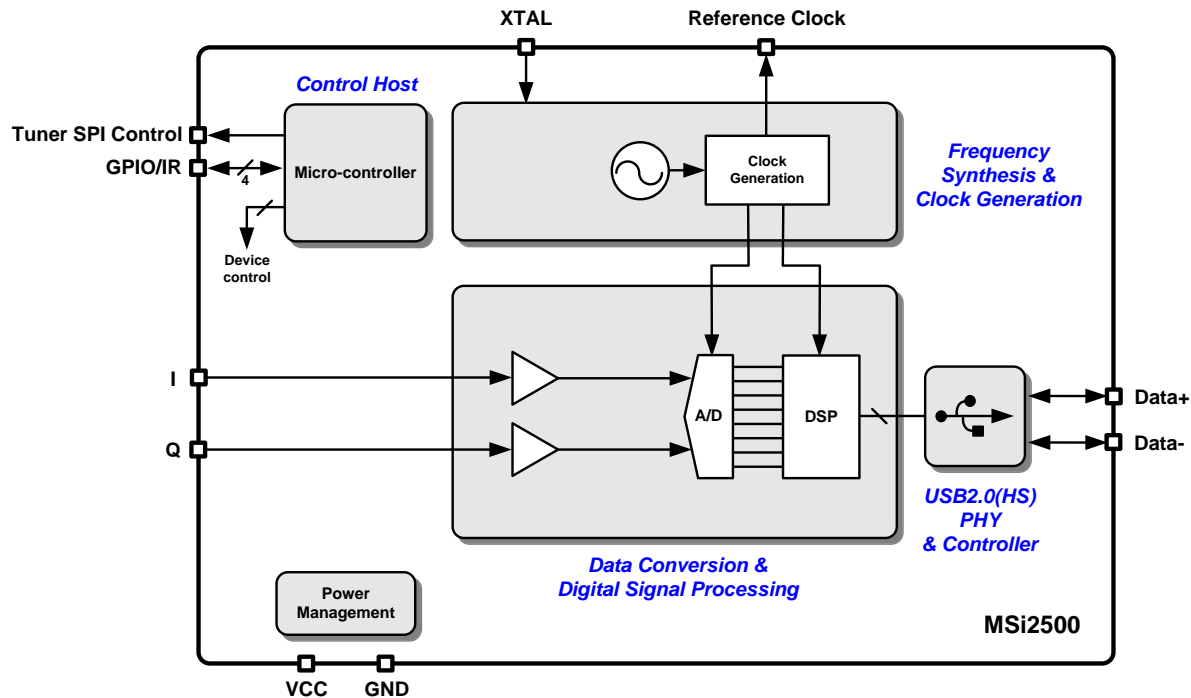 XTAL
Reference Clock
Control Host
Tuner SPI Control
GPIO/IR
4
Micro-controller
Device
control
Clock
Generation
Frequency
Synthesis &
Clock Generation
I
Q
A/D
DSP
Data+
Data-
USB2.0(HS)
PHY
& Controller
Data Conversion &
Digital Signal Processing
Power
Management
MSi2500
VCC
GND